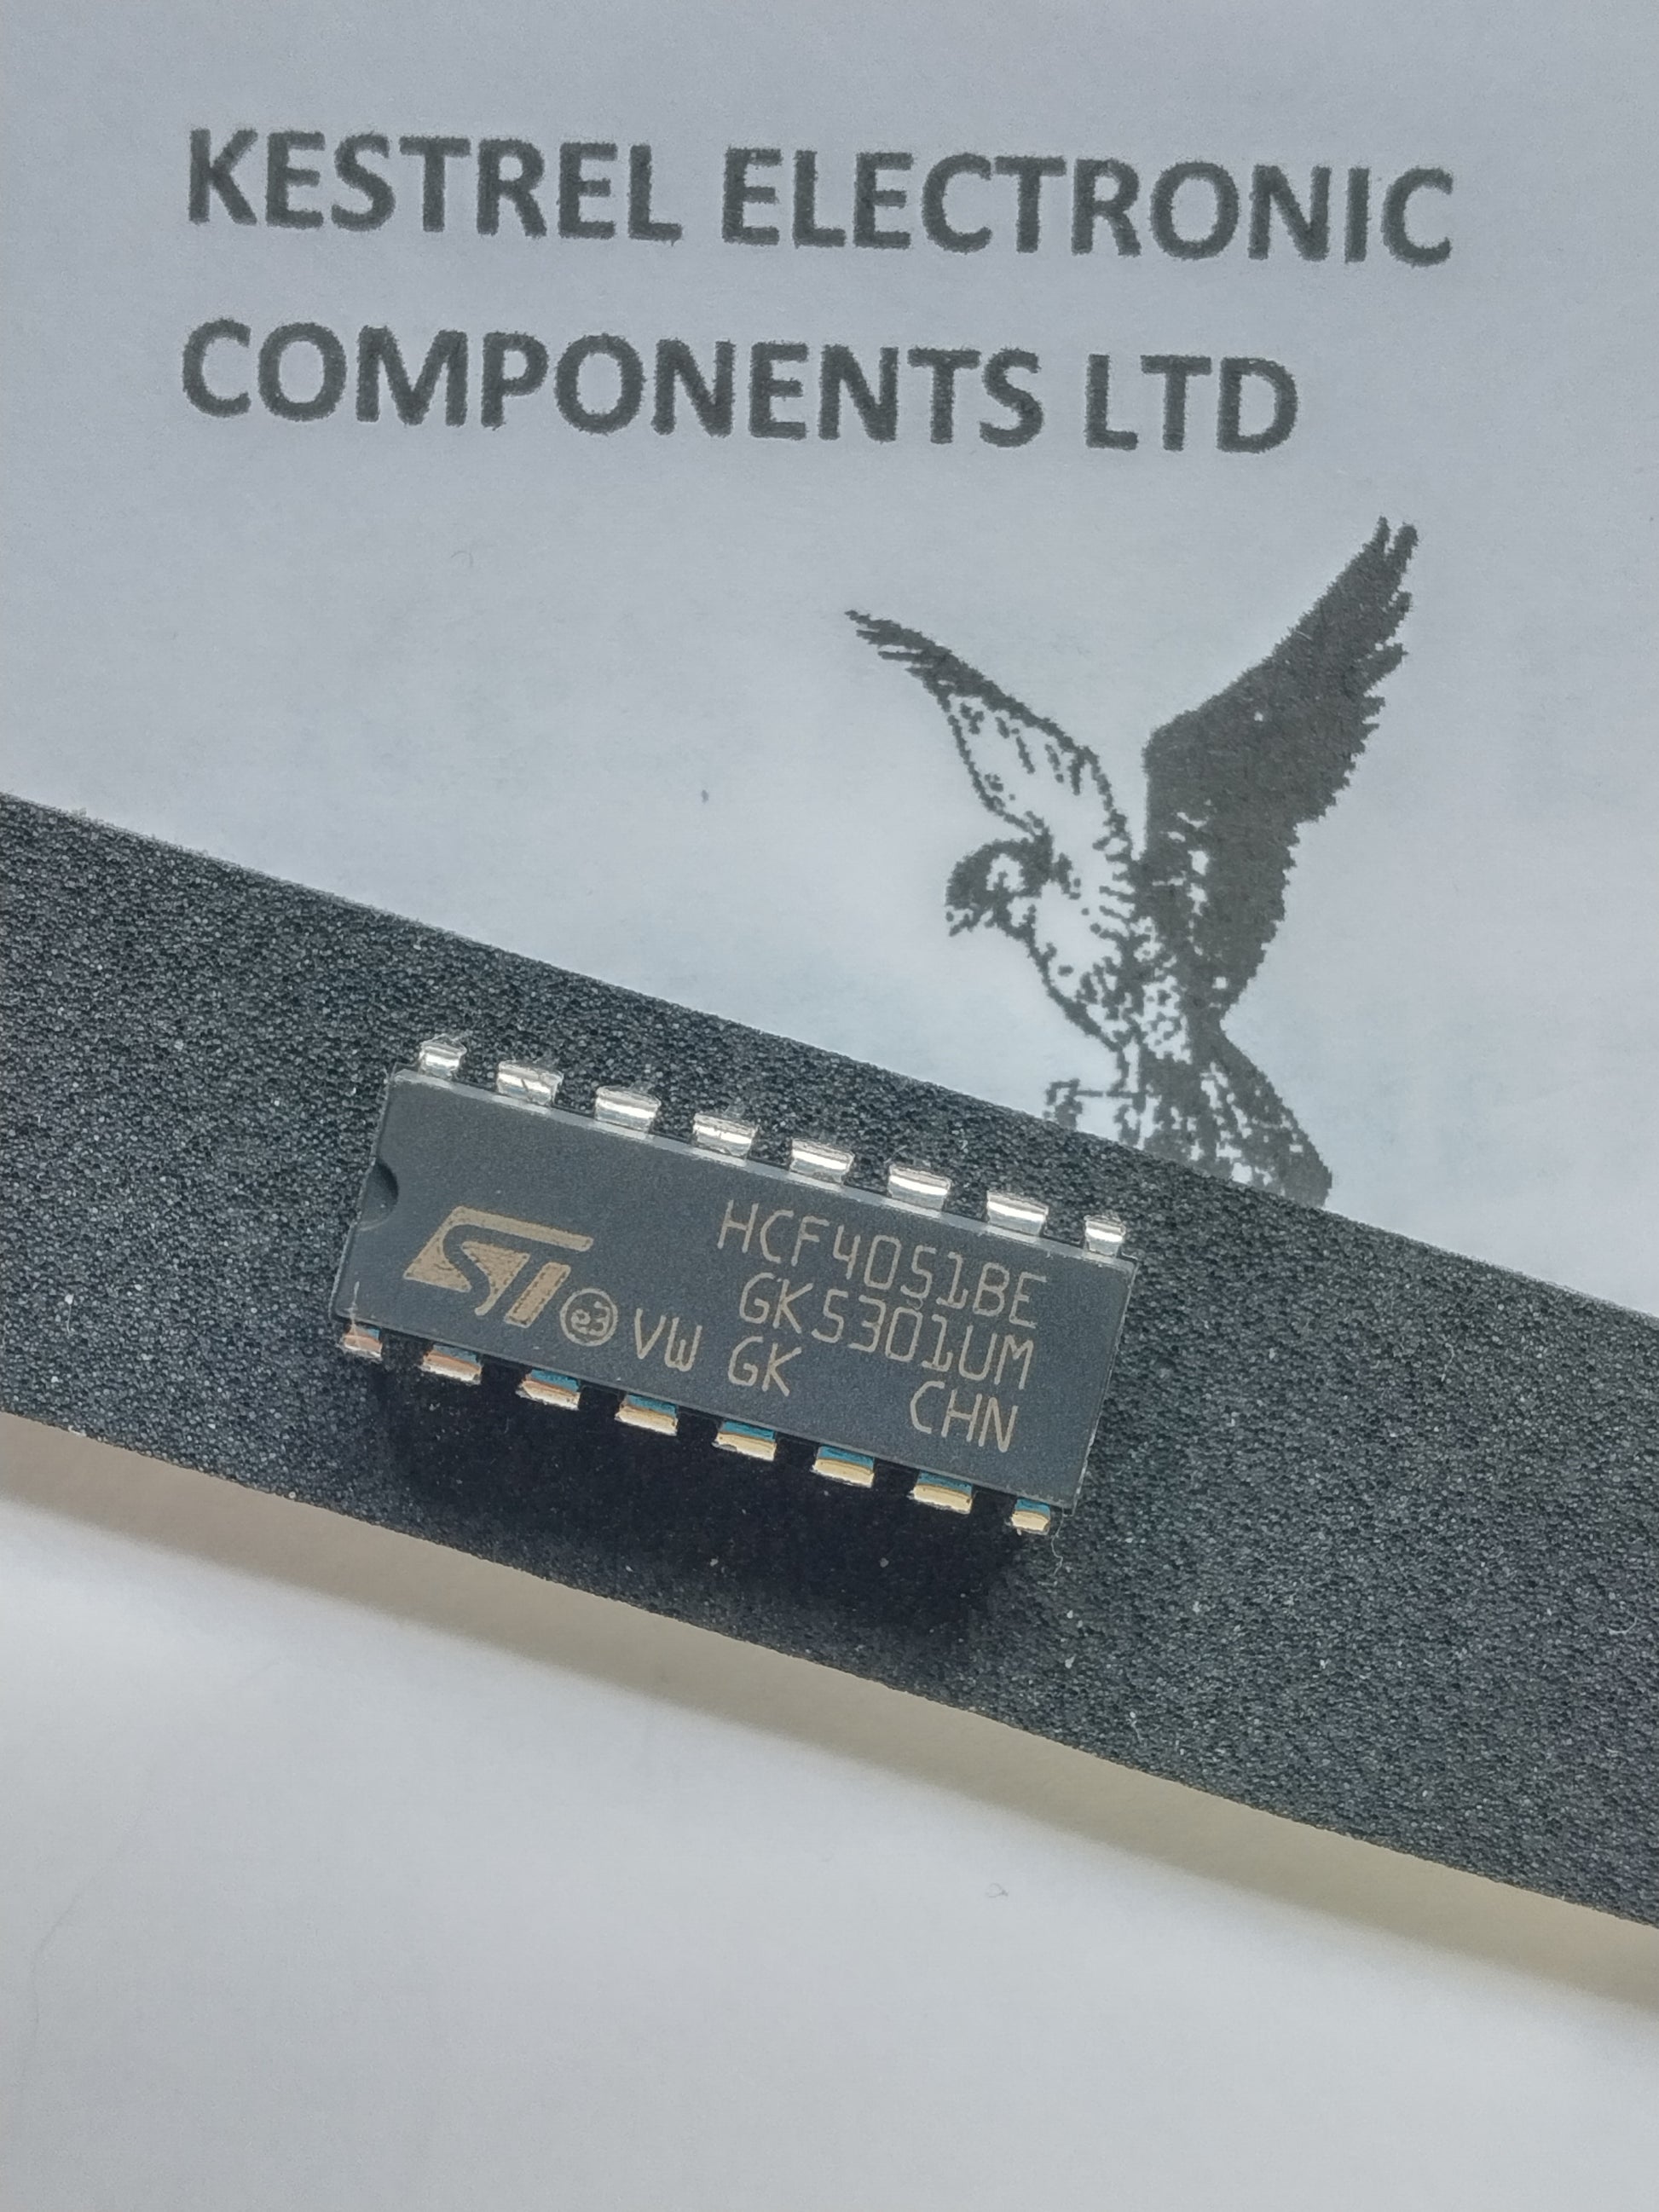 KESTREL ELECTRONIC
COMPONENTS LTD
HCF4051BE
GK5301UM
ST e3 VW GK CHN